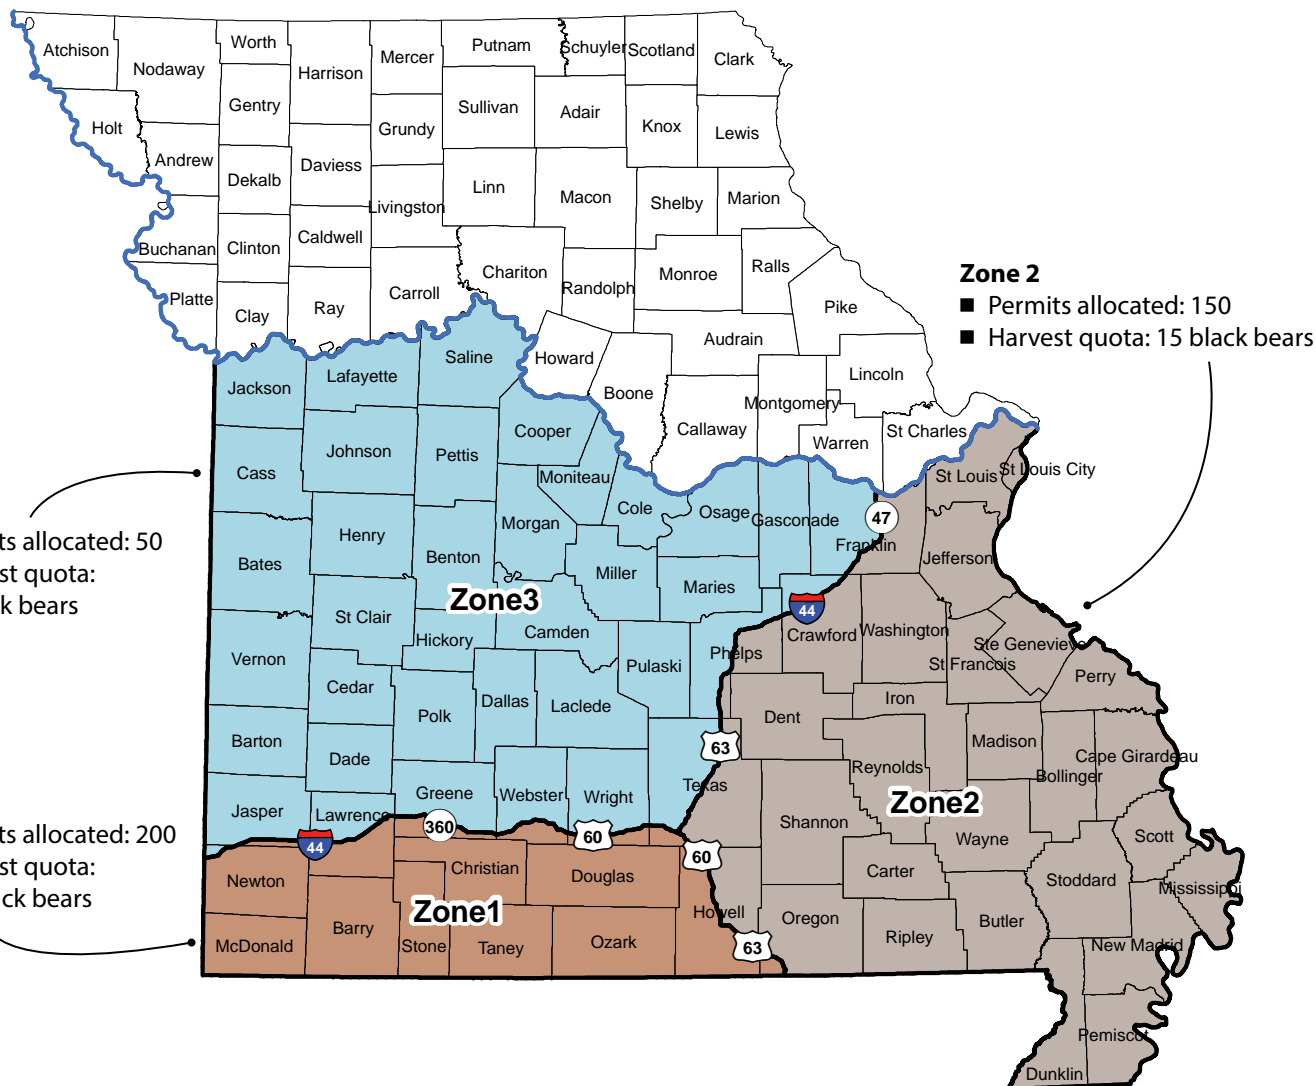 Atchison
Nodaway
Worth
Harrison
Mercer
Putnam
Schuyler
Scotland
Clark
Gentry
Sullivan
Adair
Knox
Lewis
Holt
Andrew
Dekalb
Daviess
Grundy
Livingston
Linn
Macon
Shelby
Marion
Buchanan
Clinton
Caldwell
Chariton
Randolph
Monroe
Ralls
Platte
Clay
Ray
Carroll
Pike
Audrain
Saline
Howard
Boone
Lincoln
Montgomery
Callaway
Warren
St Charles
Zone 2
■ Permits allocated: 150
■ Harvest quota: 15 black bears
Jackson
Lafayette
Cooper
Johnson
Pettis
Cass
Moniteau
Cole
Morgan
Osage
Gasconade
47
Franklin
St Louis
St Louis City
Jefferson
ts allocated: 50
st quota:
k bears
Henry
Benton
Bates
Miller
Maries
Zone3
St Clair
Hickory
Camden
Pulaski
Phelps
44
Crawford
Washington
Ste Genevieve
St Francois
Perry
Vernon
Cedar
Polk
Dallas
Laclede
Dent
Iron
Madison
Bollinger
Cape Girardeau
Barton
Dade
63
Texas
Reynolds
Zone2
Jasper
Lawrence
Greene
Webster
Wright
Shannon
Wayne
Scott
360
60
44
60
ts allocated: 200
st quota:
ck bears
Newton
Christian
Douglas
Carter
Stoddard
Mississippi
Zone1
Howell
Oregon
Butler
McDonald
Barry
Stone
Taney
Ozark
63
Ripley
New Madrid
Pemiscot
Dunklin